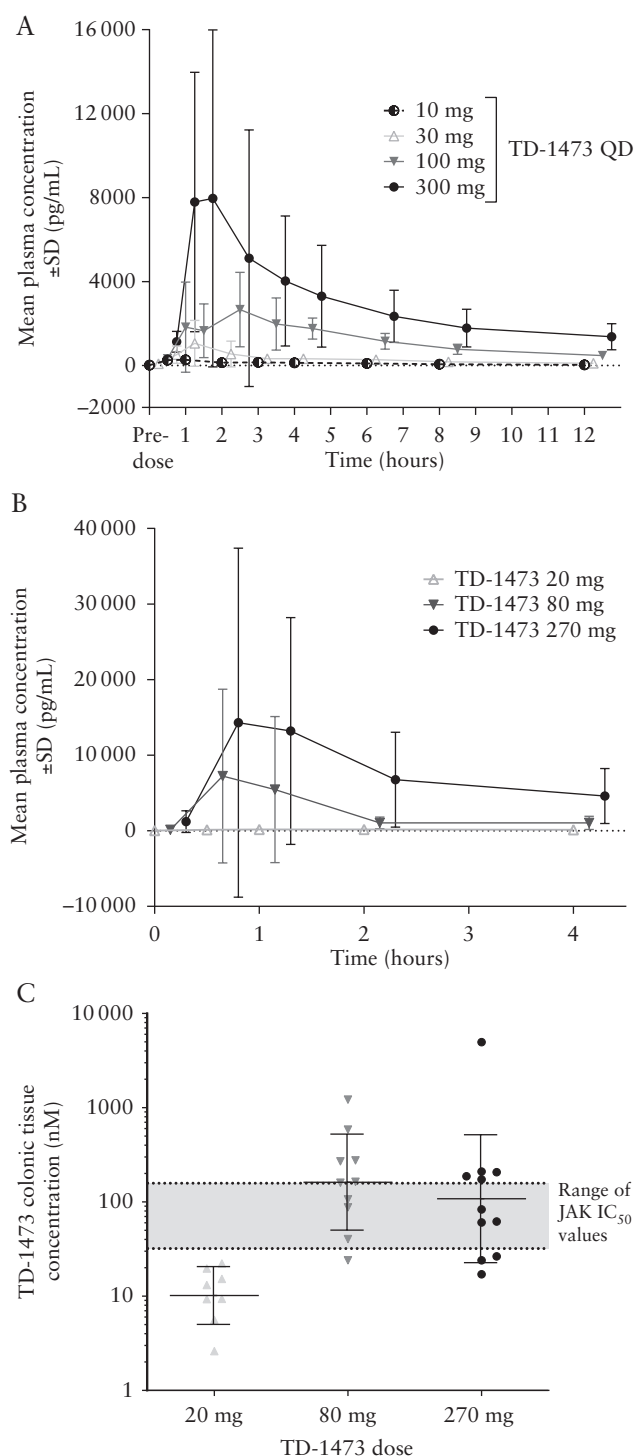 A
16 000
12 000
8000
4000
0
−2000
Mean plasma concentration
±SD (pg/mL)
10 mg
30 mg
100 mg
300 mg
TD-1473 QD
Pre-
dose
1 2 3 4 5 6 7 8 9 10 11 12
Time (hours)
B
40 000
30 000
20 000
10 000
0
−10 000
Mean plasma concentration
±SD (pg/mL)
TD-1473 20 mg
TD-1473 80 mg
TD-1473 270 mg
0 1 2 3 4
Time (hours)
C
10 000
1000
100
10
1
TD-1473 colonic tissue
concentration (nM)
Range of
JAK IC50
values
20 mg 80 mg 270 mg
TD-1473 dose